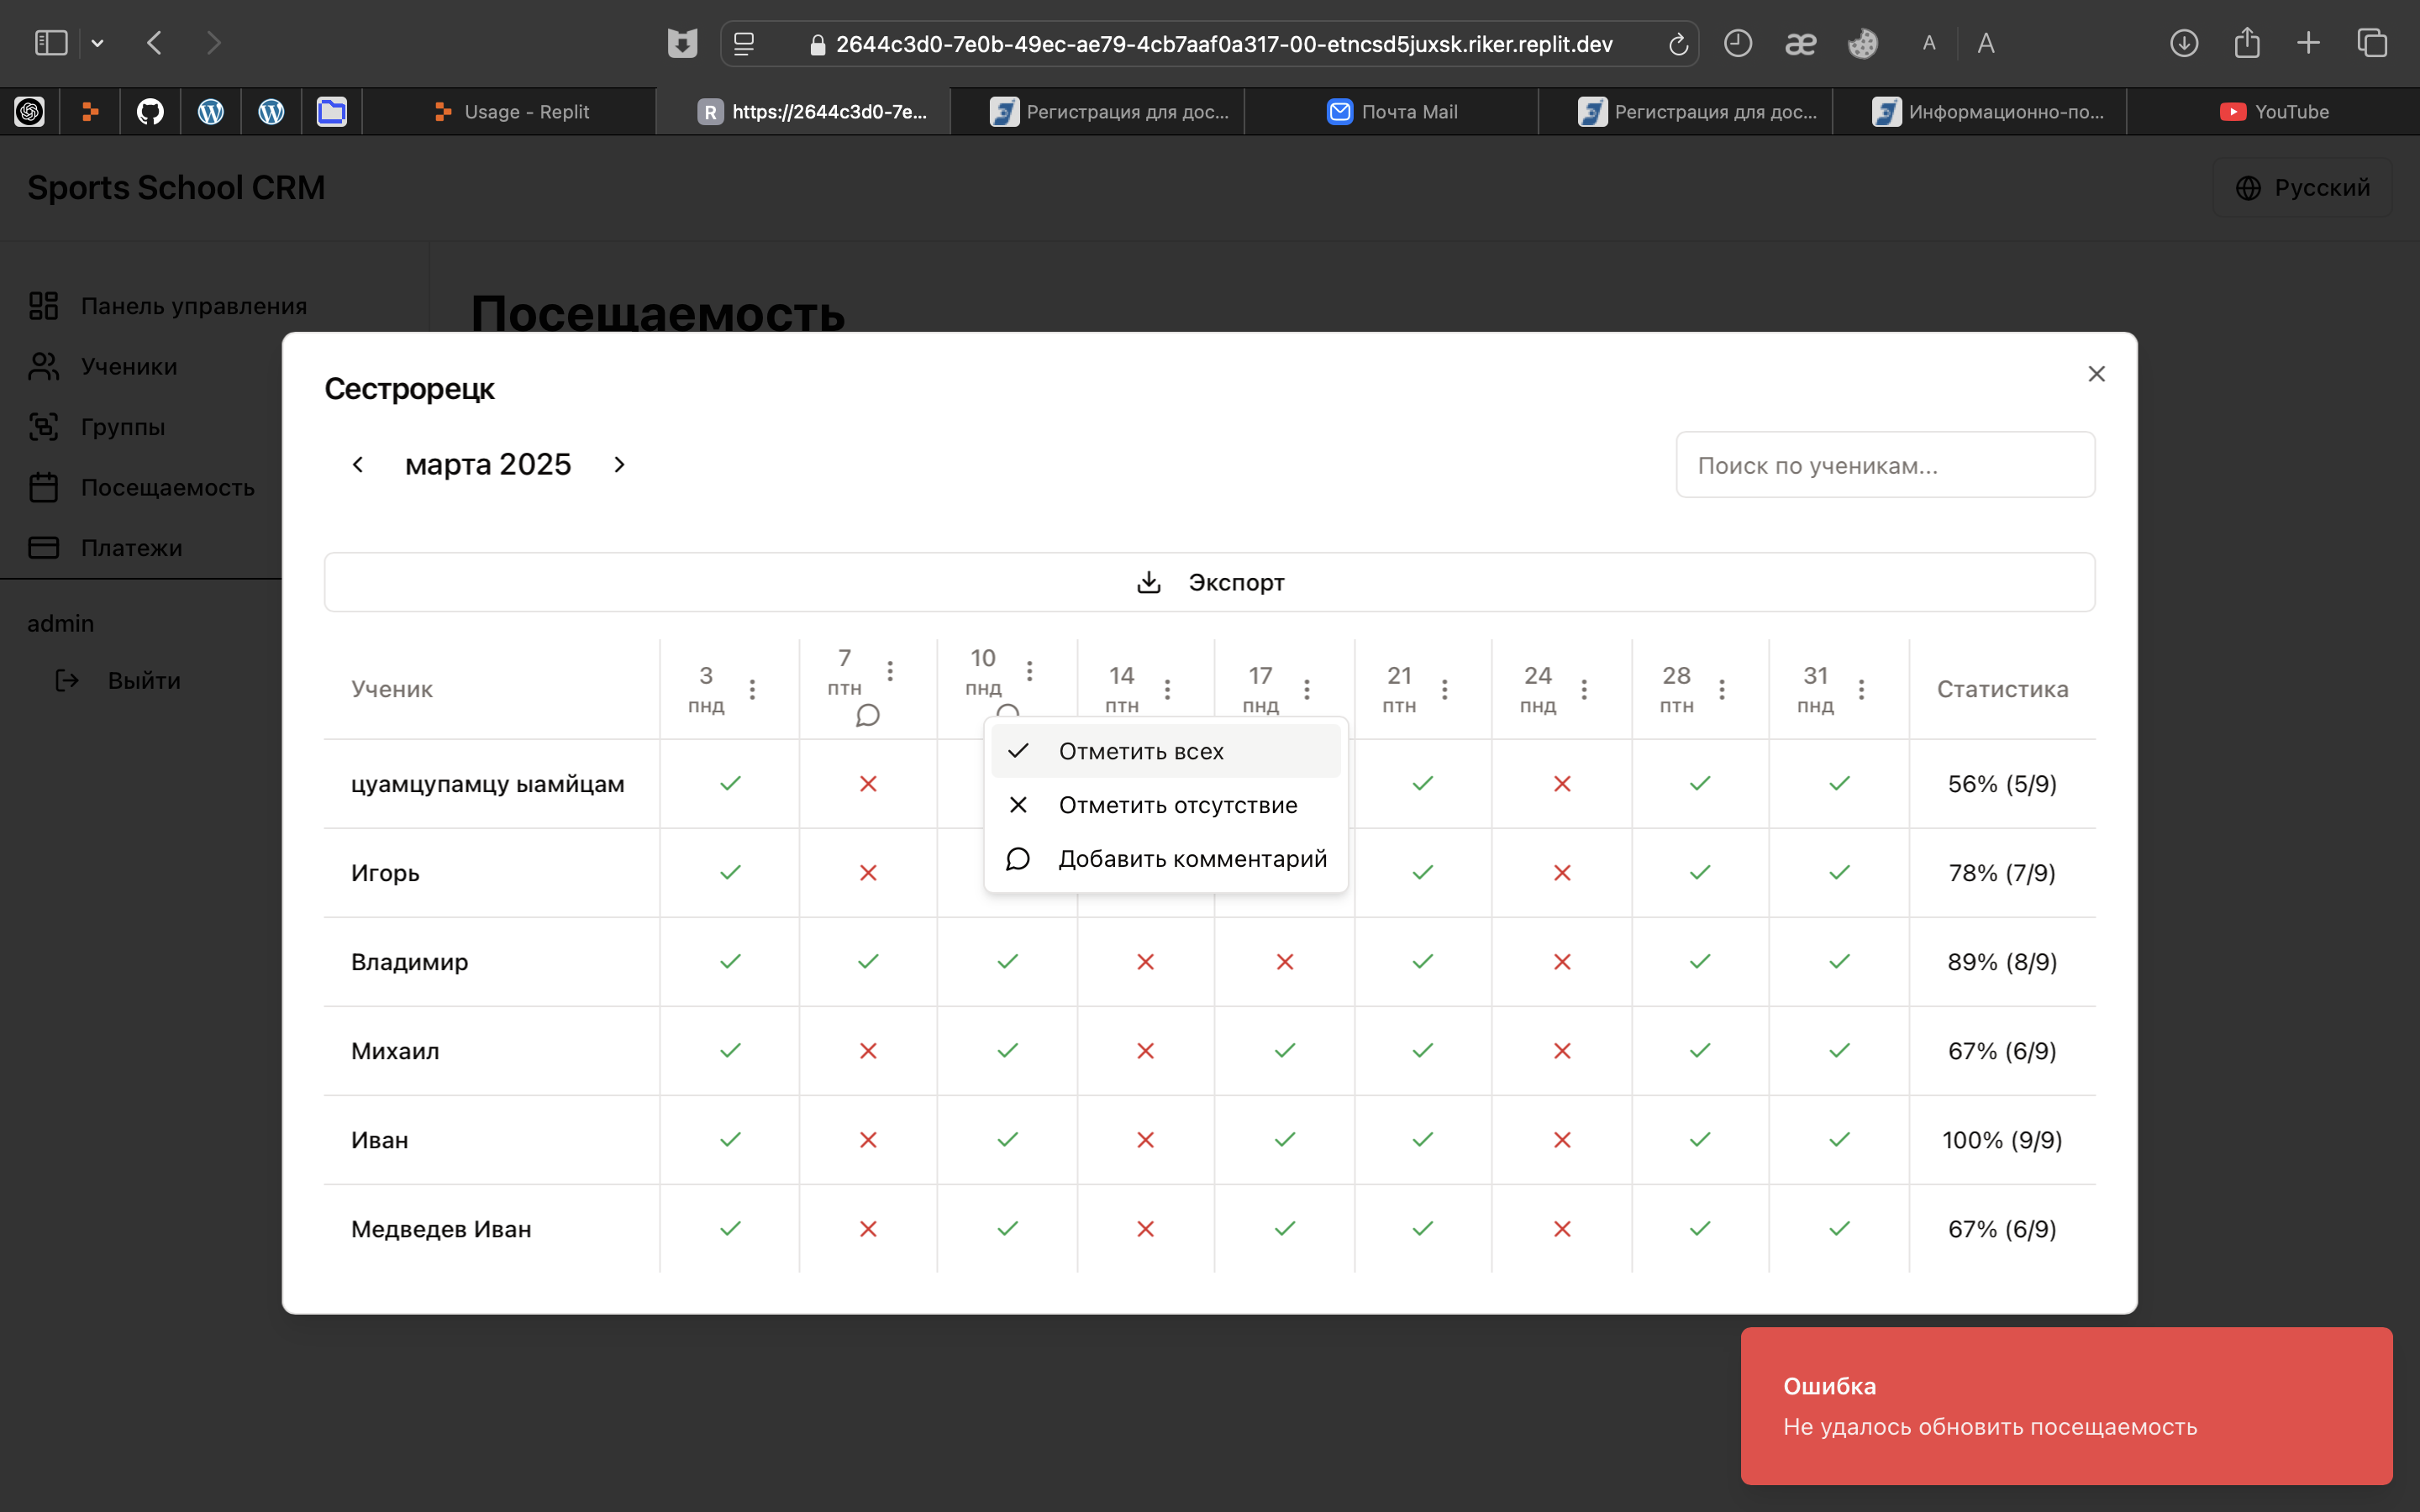 2644c3d0-7e0b-49ec-ae79-4cb7aaf0a317-00-etncsd5juxsk.riker.replit.dev
A A
Usage - Replit
R https://2644c3d0-7e...
Регистрация для дос...
Почта Mail
Регистрация для дос...
Информационно-по...
YouTube
Sports School CRM
Русский
Панель управления
Ученики
Группы
Посещаемость
Платежи
admin
Выйти
Посещаемость
Сестрорецк
марта 2025
Поиск по ученикам...
Экспорт
Ученик 3 пнд 7 птн 10 пнд 14 птн 17 пнд 21 птн 24 пнд 28 птн 31 пнд Статистика
Отметить всех
Отметить отсутствие
Добавить комментарий
цуамцупамцу ыамйцам 56% (5/9)
Игорь 78% (7/9)
Владимир 89% (8/9)
Михаил 67% (6/9)
Иван 100% (9/9)
Медведев Иван 67% (6/9)
Ошибка
Не удалось обновить посещаемость